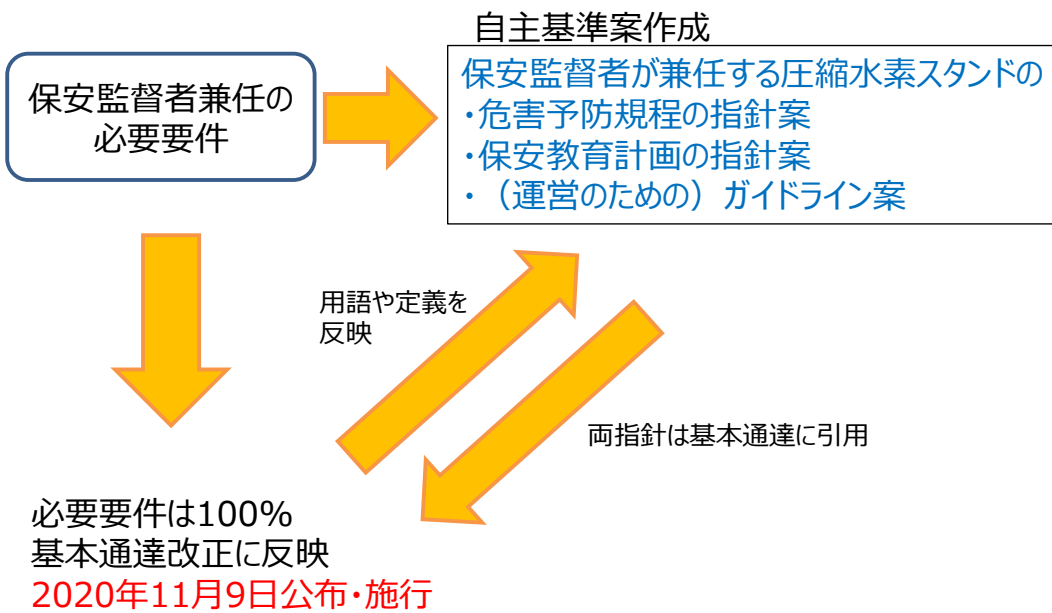 自主基準案作成
保安監督者兼任の
必要要件
保安監督者が兼任する圧縮水素スタンドの
・危害予防規程の指針案
・保安教育計画の指針案
・（運営のための）ガイドライン案
用語や定義を
反映
両指針は基本通達に引用
必要要件は100%
基本通達改正に反映
2020年11月9日公布・施行